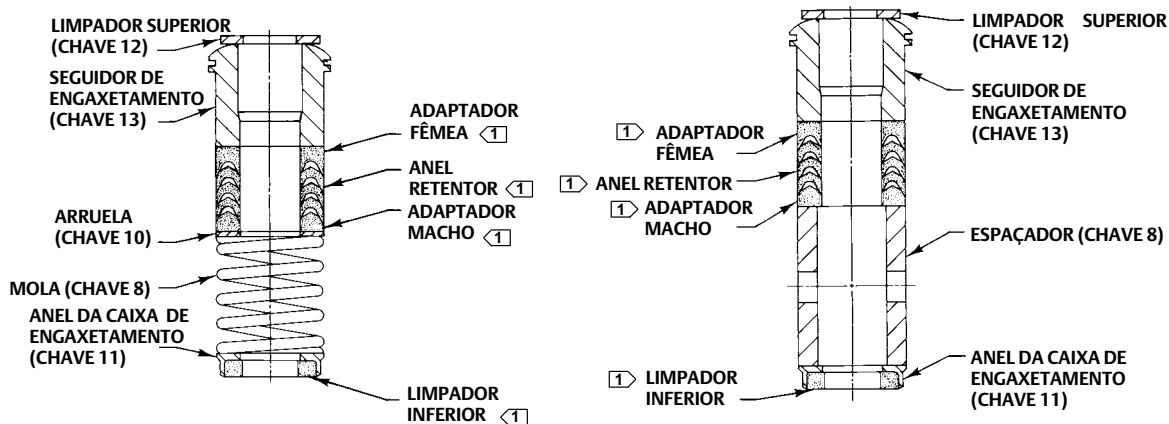 LIMPADOR SUPERIOR
(CHAVE 12)
SEGUIDOR DE
ENGAXETAMENTO
(CHAVE 13)
ADAPTADOR
FÊMEA 1
ANEL
RETENTOR 1
ADAPTADOR
MACHO 1
ARRUELA
(CHAVE 10)
MOLA (CHAVE 8)
ANEL DA CAIXA DE
ENGAXETAMENTO
(CHAVE 11)
LIMPADOR
INFERIOR 1
LIMPADOR SUPERIOR
(CHAVE 12)
SEGUIDOR DE
ENGAXETAMENTO
(CHAVE 13)
1 ADAPTADOR
FÊMEA
1 ANEL RETENTOR
1 ADAPTADOR
MACHO
ESPAÇADOR (CHAVE 8)
ANEL DA CAIXA DE
ENGAXETAMENTO
(CHAVE 11)
1 LIMPADOR
INFERIOR